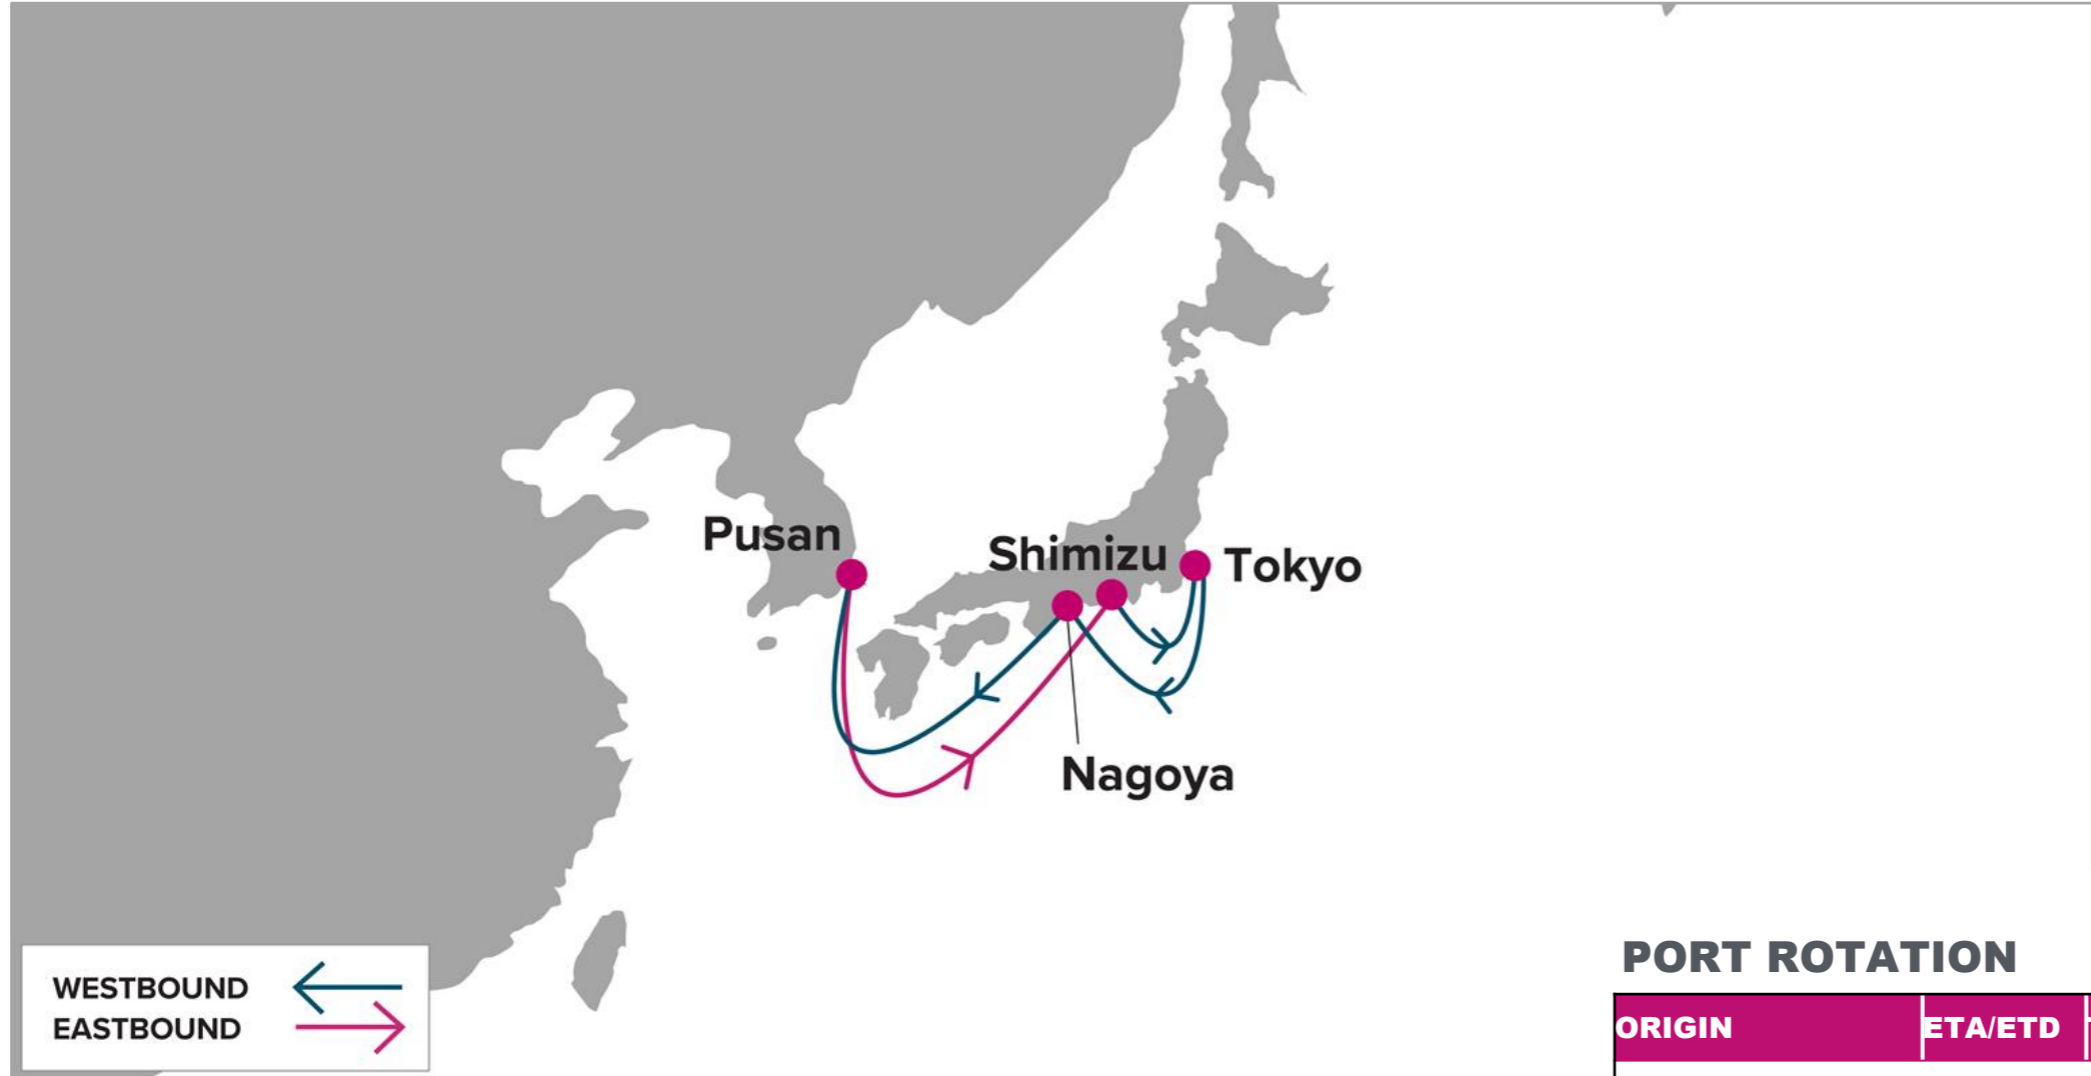 Pusan
Shimizu
Tokyo
Nagoya
WESTBOUND
EASTBOUND
PORT ROTATION
ORIGIN ETA/ETD